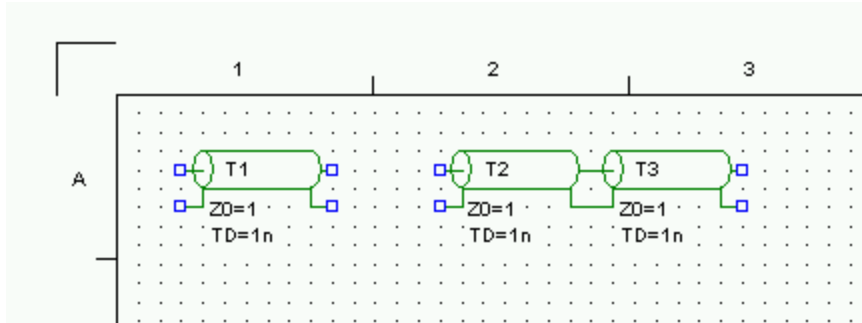 1 2 3
A
T1 T2 T3
Z0=1 Z0=1 Z0=1
TD=1n TD=1n TD=1n